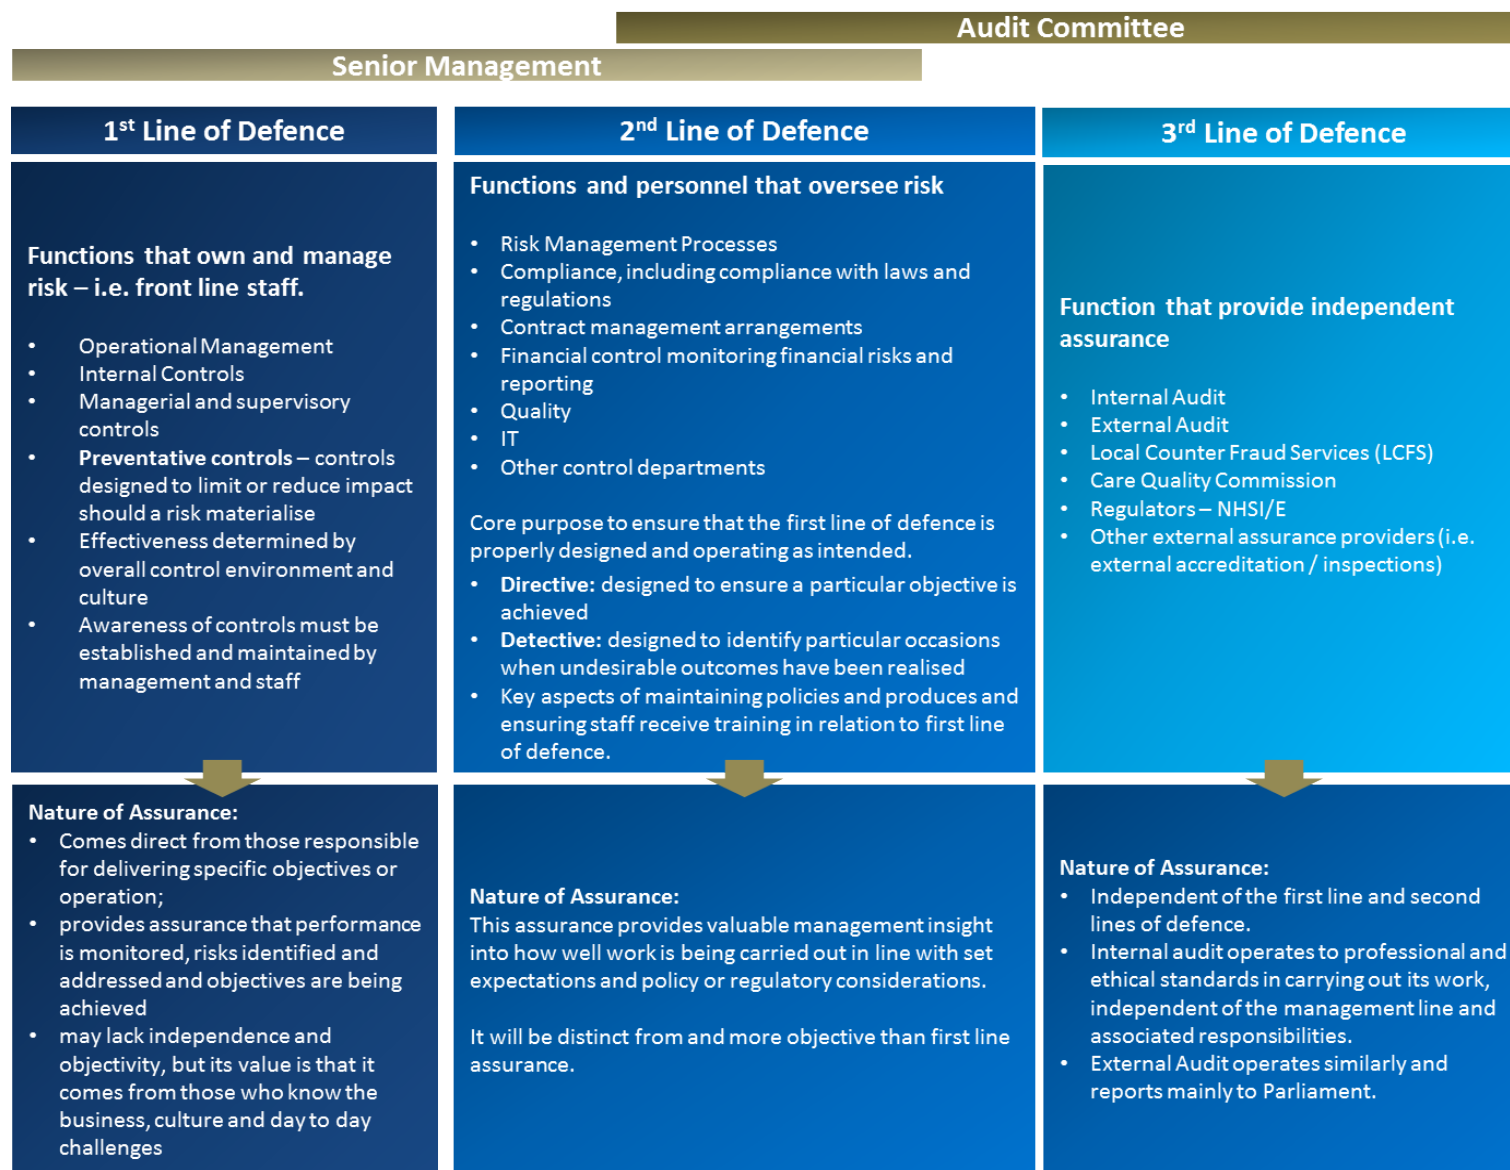 Audit Committee
Senior Management
1st Line of Defence
Functions that own and manage
risk – i.e. front line staff.
• Operational Management
• Internal Controls
• Managerial and supervisory
controls
• Preventative controls – controls
designed to limit or reduce impact
should a risk materialise
• Effectiveness determined by
overall control environment and
culture
• Awareness of controls must be
established and maintained by
management and staff
Nature of Assurance:
• Comes direct from those responsible
for delivering specific objectives or
operation;
• provides assurance that performance
is monitored, risks identified and
addressed and objectives are being
achieved
• may lack independence and
objectivity, but its value is that it
comes from those who know the
business, culture and day to day
challenges
2nd Line of Defence
Functions and personnel that oversee risk
• Risk Management Processes
• Compliance, including compliance with laws and
regulations
• Contract management arrangements
• Financial control monitoring financial risks and
reporting
• Quality
• IT
• Other control departments
Core purpose to ensure that the first line of defence is
properly designed and operating as intended.
• Directive: designed to ensure a particular objective is
achieved
• Detective: designed to identify particular occasions
when undesirable outcomes have been realised
• Key aspects of maintaining policies and produces and
ensuring staff receive training in relation to first line
of defence.
Nature of Assurance:
This assurance provides valuable management insight
into how well work is being carried out in line with set
expectations and policy or regulatory considerations.
It will be distinct from and more objective than first line
assurance.
3rd Line of Defence
Function that provide independent
assurance
• Internal Audit
• External Audit
• Local Counter Fraud Services (LCFS)
• Care Quality Commission
• Regulators – NHSI/E
• Other external assurance providers (i.e.
external accreditation / inspections)
Nature of Assurance:
• Independent of the first line and second
lines of defence.
• Internal audit operates to professional and
ethical standards in carrying out its work,
independent of the management line and
associated responsibilities.
• External Audit operates similarly and
reports mainly to Parliament.